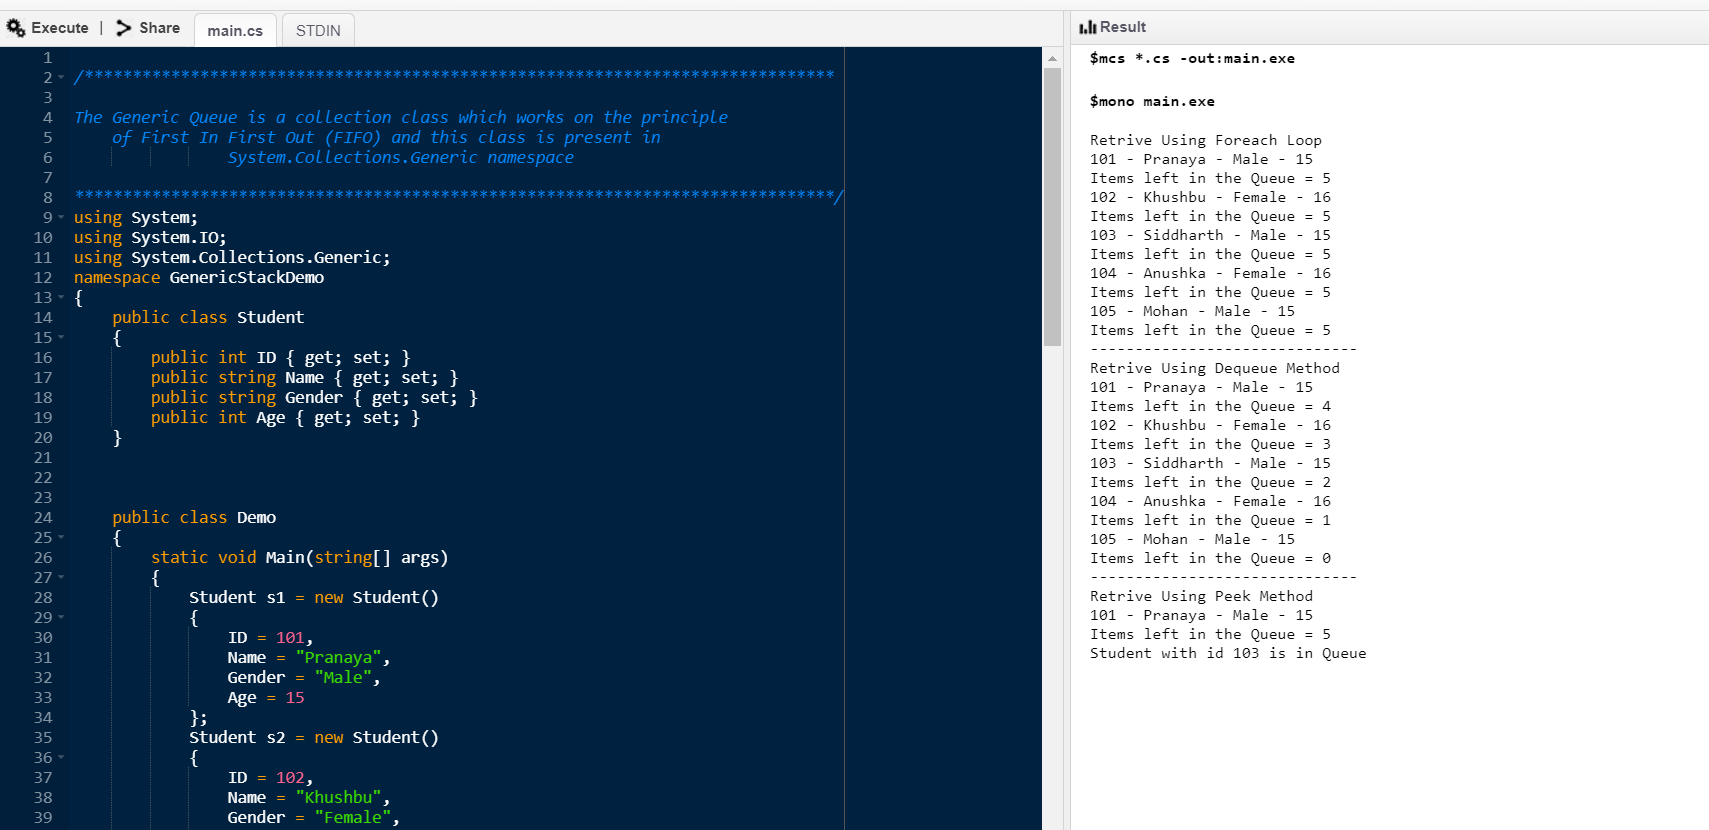 Execute | Share main.cs STDIN
1
2 /******************************************************************************
3
4 The Generic Queue is a collection class which works on the principle
5 of First In First Out (FIFO) and this class is present in
6 System.Collections.Generic namespace
7
8 *******************************************************************************/
9 using System;
10 using System.IO;
11 using System.Collections.Generic;
12 namespace GenericStackDemo
13 {
14 public class Student
15 {
16 public int ID { get; set; }
17 public string Name { get; set; }
18 public string Gender { get; set; }
19 public int Age { get; set; }
20 }
21
22
23
24 public class Demo
25 {
26 static void Main(string[] args)
27 {
28 Student s1 = new Student()
29 {
30 ID = 101,
31 Name = "Pranaya",
32 Gender = "Male",
33 Age = 15
34 };
35 Student s2 = new Student()
36 {
37 ID = 102,
38 Name = "Khushbu",
39 Gender = "Female",
Result
$mcs *.cs -out:main.exe
$mono main.exe
Retrive Using Foreach Loop
101 - Pranaya - Male - 15
Items left in the Queue = 5
102 - Khushbu - Female - 16
Items left in the Queue = 5
103 - Siddharth - Male - 15
Items left in the Queue = 5
104 - Anushka - Female - 16
Items left in the Queue = 5
105 - Mohan - Male - 15
Items left in the Queue = 5
------------------------------
Retrive Using Dequeue Method
101 - Pranaya - Male - 15
Items left in the Queue = 4
102 - Khushbu - Female - 16
Items left in the Queue = 3
103 - Siddharth - Male - 15
Items left in the Queue = 2
104 - Anushka - Female - 16
Items left in the Queue = 1
105 - Mohan - Male - 15
Items left in the Queue = 0
------------------------------
Retrive Using Peek Method
101 - Pranaya - Male - 15
Items left in the Queue = 5
Student with id 103 is in Queue